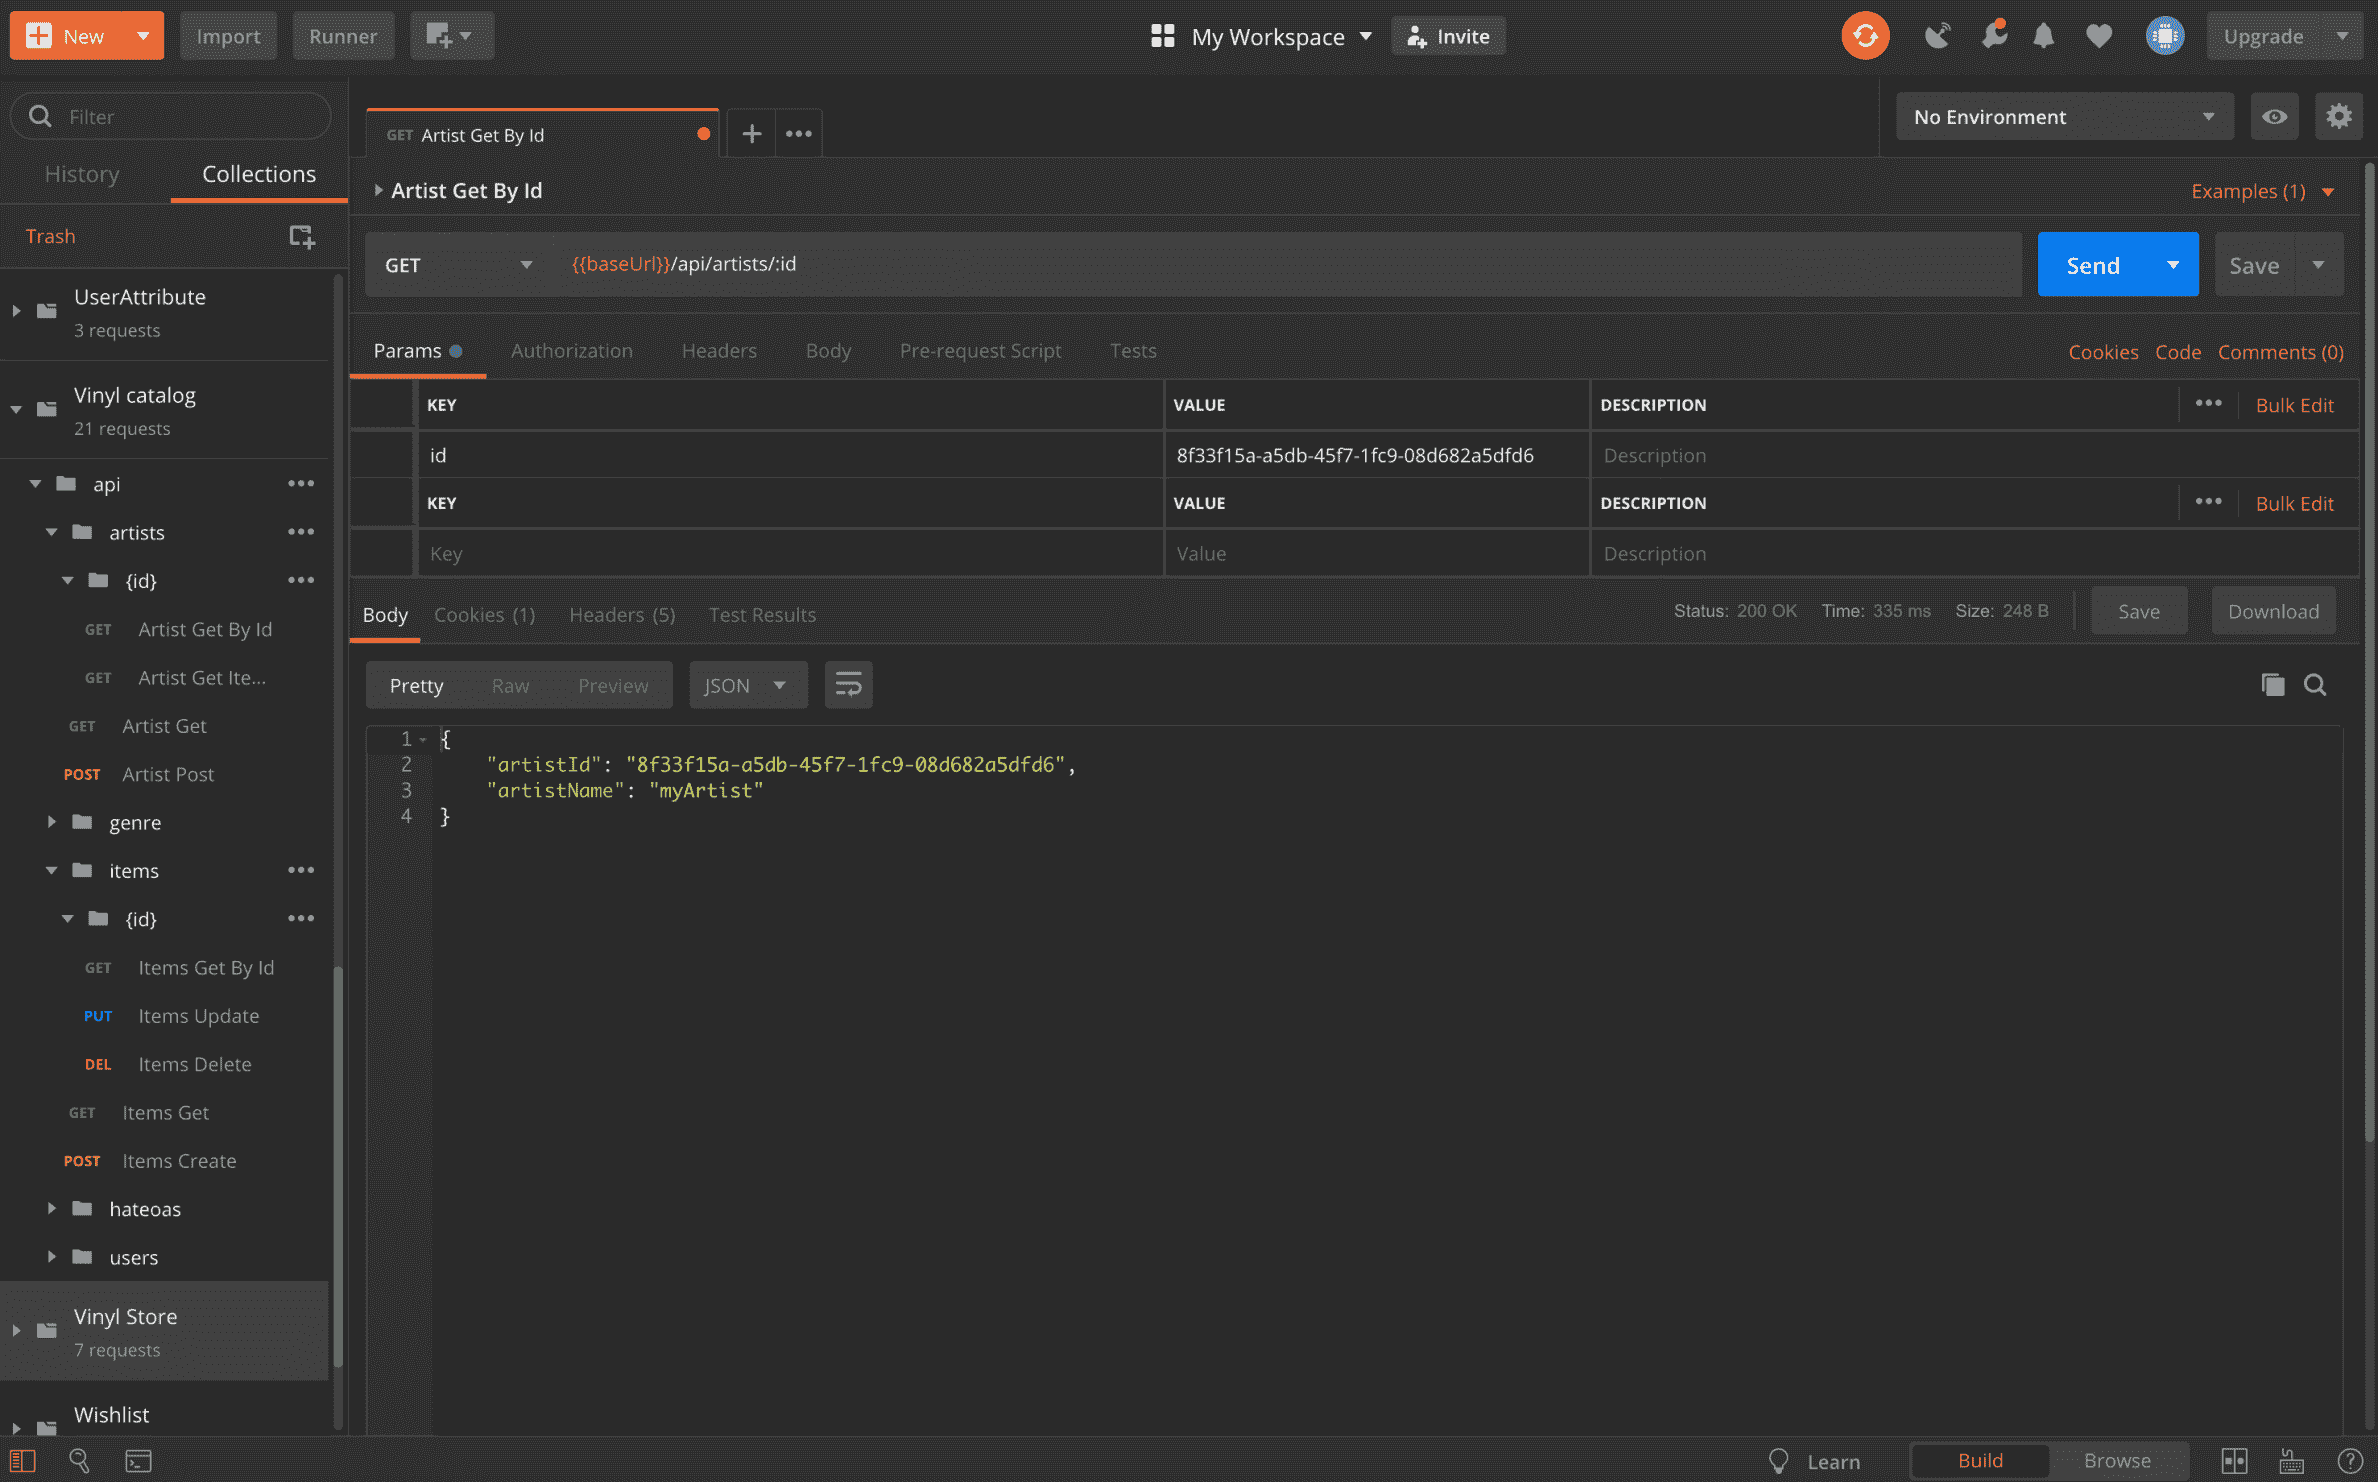 New Import Runner My Workspace Invite Upgrade
Filter
History Collections
Trash
UserAttribute
3 requests
Vinyl catalog
21 requests
api
artists
{id}
GET Artist Get By Id
GET Artist Get Ite...
GET Artist Get
POST Artist Post
genre
items
{id}
GET Items Get By Id
PUT Items Update
DEL Items Delete
GET Items Get
POST Items Create
hateoas
users
Vinyl Store
7 requests
Wishlist
GET Artist Get By Id
No Environment
Artist Get By Id Examples (1)
GET {{baseUrl}}/api/artists/:id Send Save
Params Authorization Headers Body Pre-request Script Tests Cookies Code Comments (0)
KEY VALUE DESCRIPTION Bulk Edit
id 8f33f15a-a5db-45f7-1fc9-08d682a5dfd6 Description
KEY VALUE DESCRIPTION Bulk Edit
Key Value Description
Body Cookies (1) Headers (5) Test Results Status: 200 OK Time: 335 ms Size: 248 B Save Download
Pretty Raw Preview JSON
1 {
2 "artistId": "8f33f15a-a5db-45f7-1fc9-08d682a5dfd6",
3 "artistName": "myArtist"
4 }
Learn Build Browse